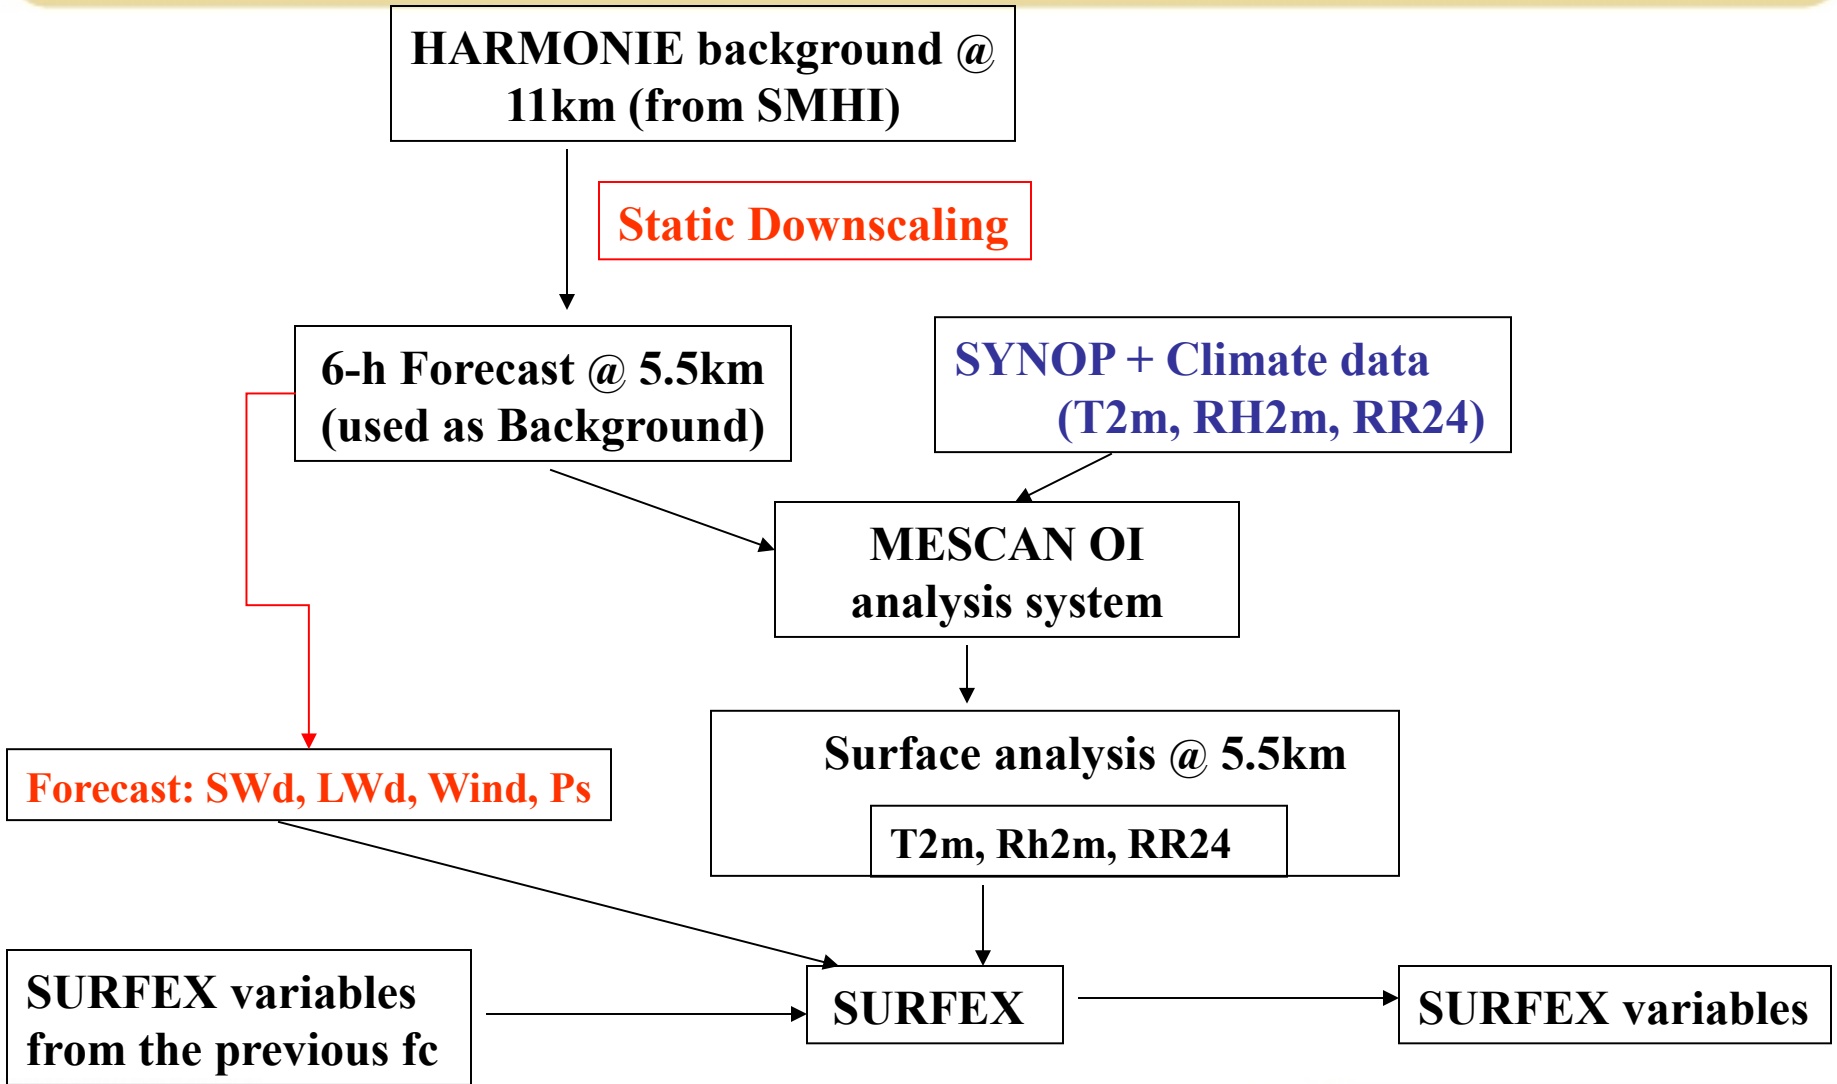 HARMONIE background @
11km (from SMHI)
Static Downscaling
6-h Forecast @ 5.5km
(used as Background)
SYNOP + Climate data
(T2m, RH2m, RR24)
MESCAN OI
analysis system
Surface analysis @ 5.5km
T2m, Rh2m, RR24
Forecast: SWd, LWd, Wind, Ps
SURFEX variables
from the previous fc
SURFEX
SURFEX variables